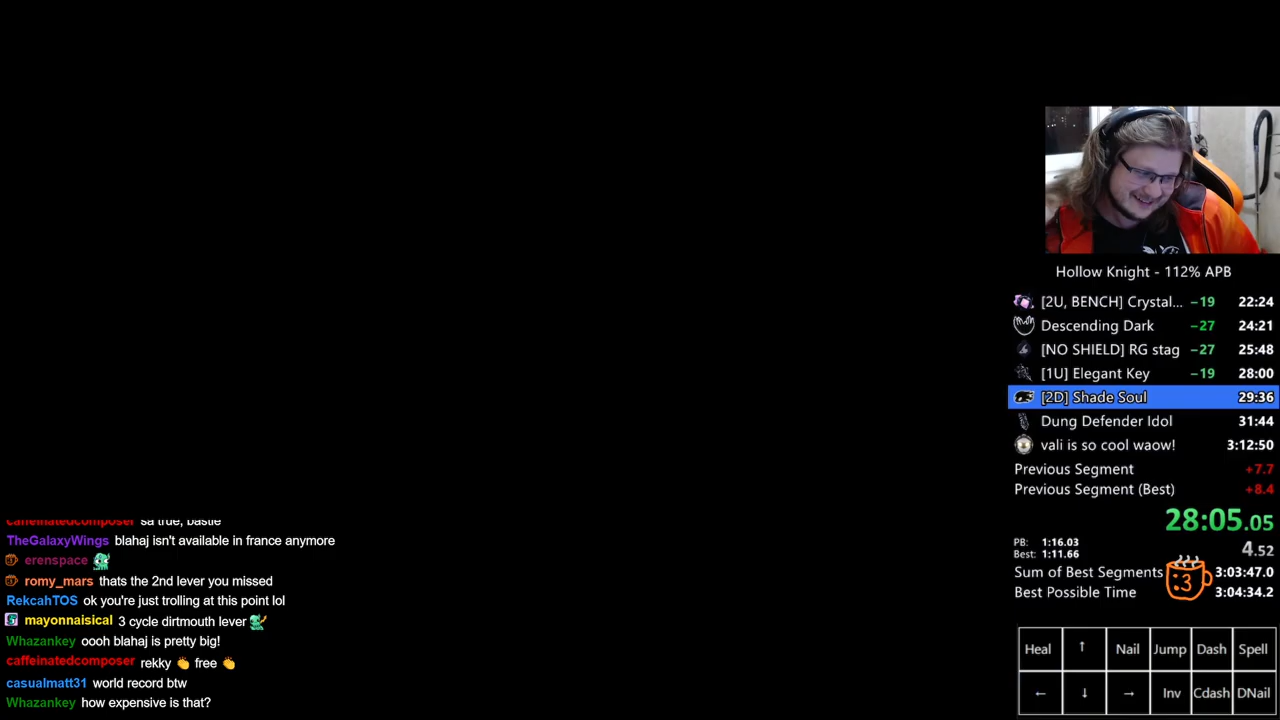 Hollow Knight - 112% APB
[2U, BENCH] Crystal... -19 22:24
Descending Dark -27 24:21
[NO SHIELD] RG stag -27 25:48
[1U] Elegant Key -19 28:00
[2D] Shade Soul 29:36
Dung Defender Idol 31:44
vali is so cool waow! 3:12:50
Previous Segment +7.7
Previous Segment (Best) +8.4
28:05.05
PB: 1:16.03
Best: 1:11.66
4.52
Sum of Best Segments 3:03:47.0
Best Possible Time 3:04:34.2
Heal ↑ Nail Jump Dash Spell
← ↓ → Inv Cdash DNail
caffeinatedcomposer sa true, bastie
TheGalaxyWings blahaj isn't available in france anymore
erenspace
romy_mars thats the 2nd lever you missed
RekcahTOS ok you're just trolling at this point lol
mayonnaisical 3 cycle dirtmouth lever
Whazankey oooh blahaj is pretty big!
caffeinatedcomposer rekky 👏 free 👏
casualmatt31 world record btw
Whazankey how expensive is that?